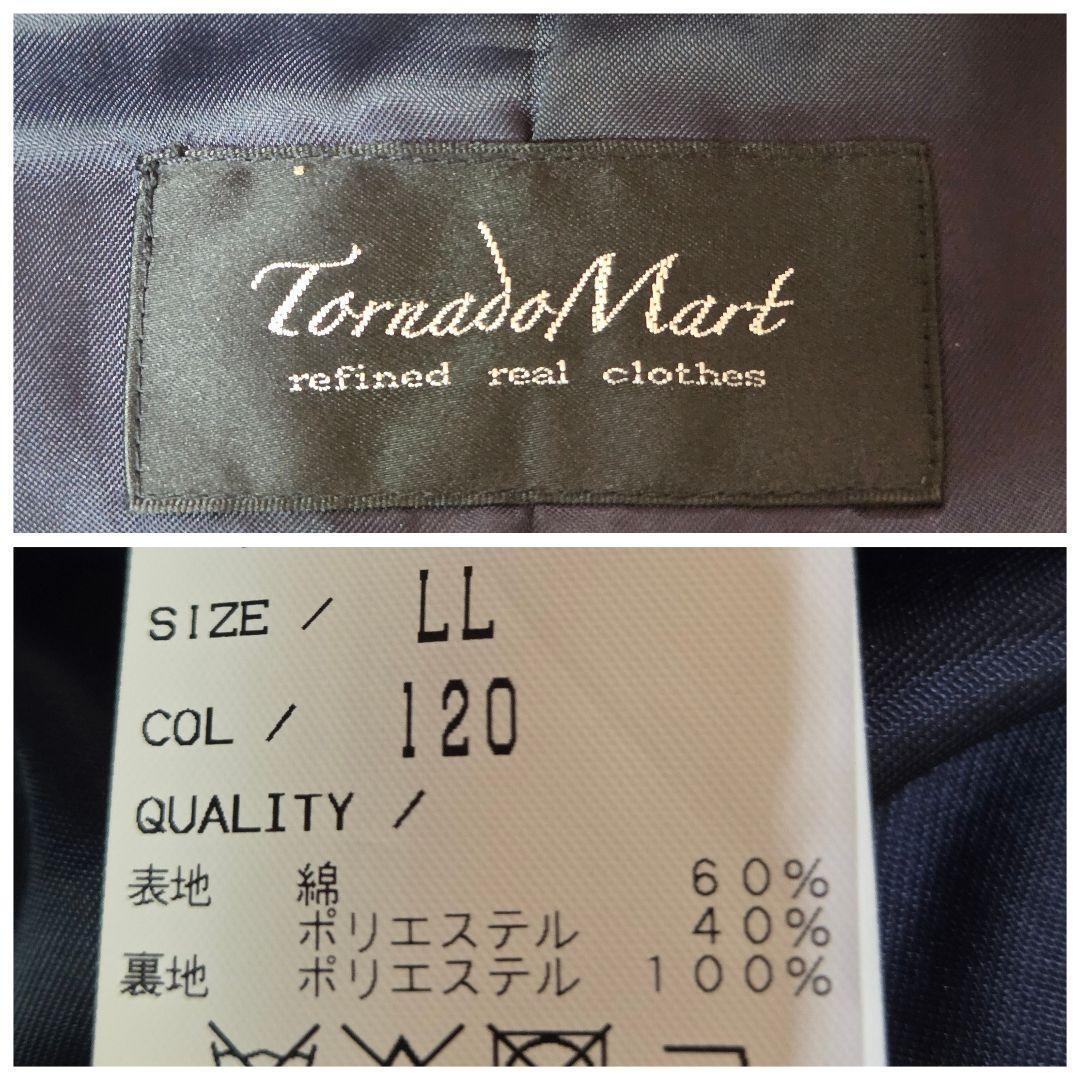 TornadoMart
refined real clothes
SIZE / LL
COL / 120
QUALITY /
表地 綿 60%
ポリエステル 40%
裏地 ポリエステル 100%